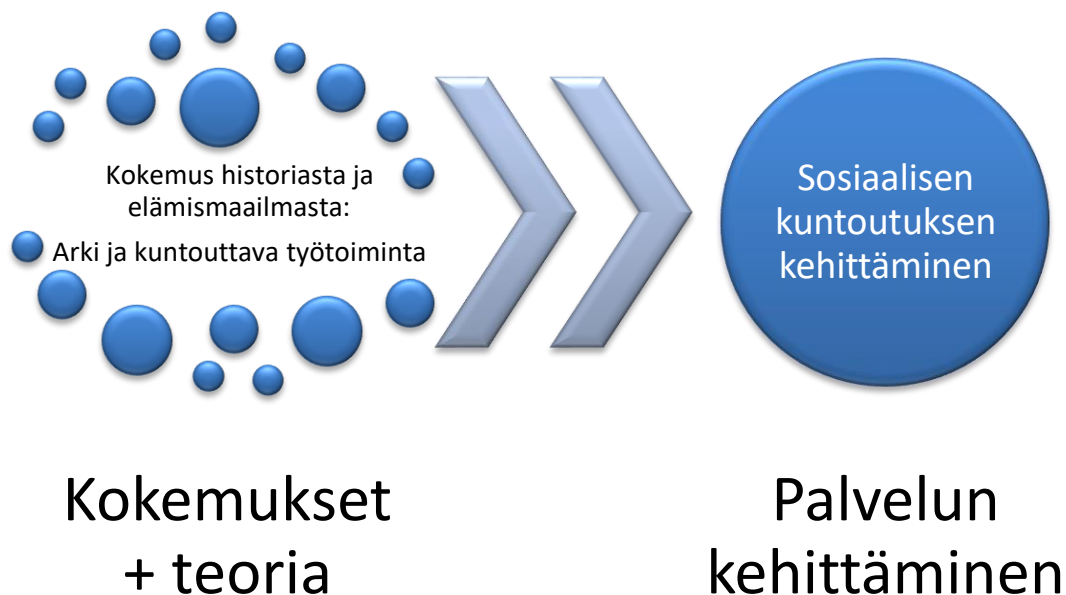 Kokemus historiasta ja
elämismaailmasta:
Arki ja kuntouttava työtoiminta
Sosiaalisen
kuntoutuksen
kehittäminen
Kokemukset
+ teoria
Palvelun
kehittäminen